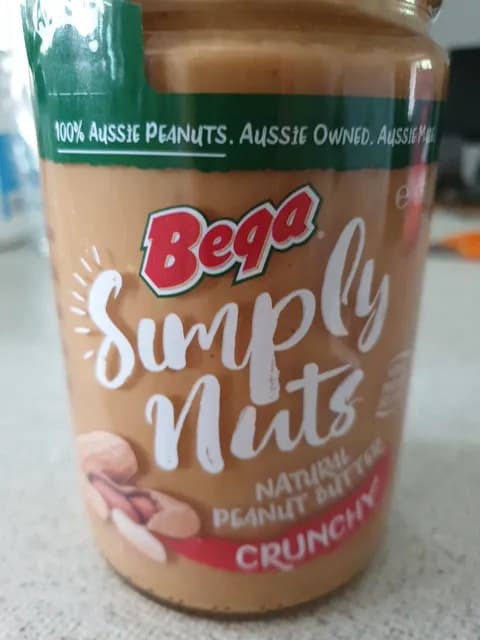 100% AUSSIE PEANUTS. AUSSIE OWNED. AUSSIE
Bega
Simply
Nuts
NATURAL
PEANUT BUTTER
CRUNCHY